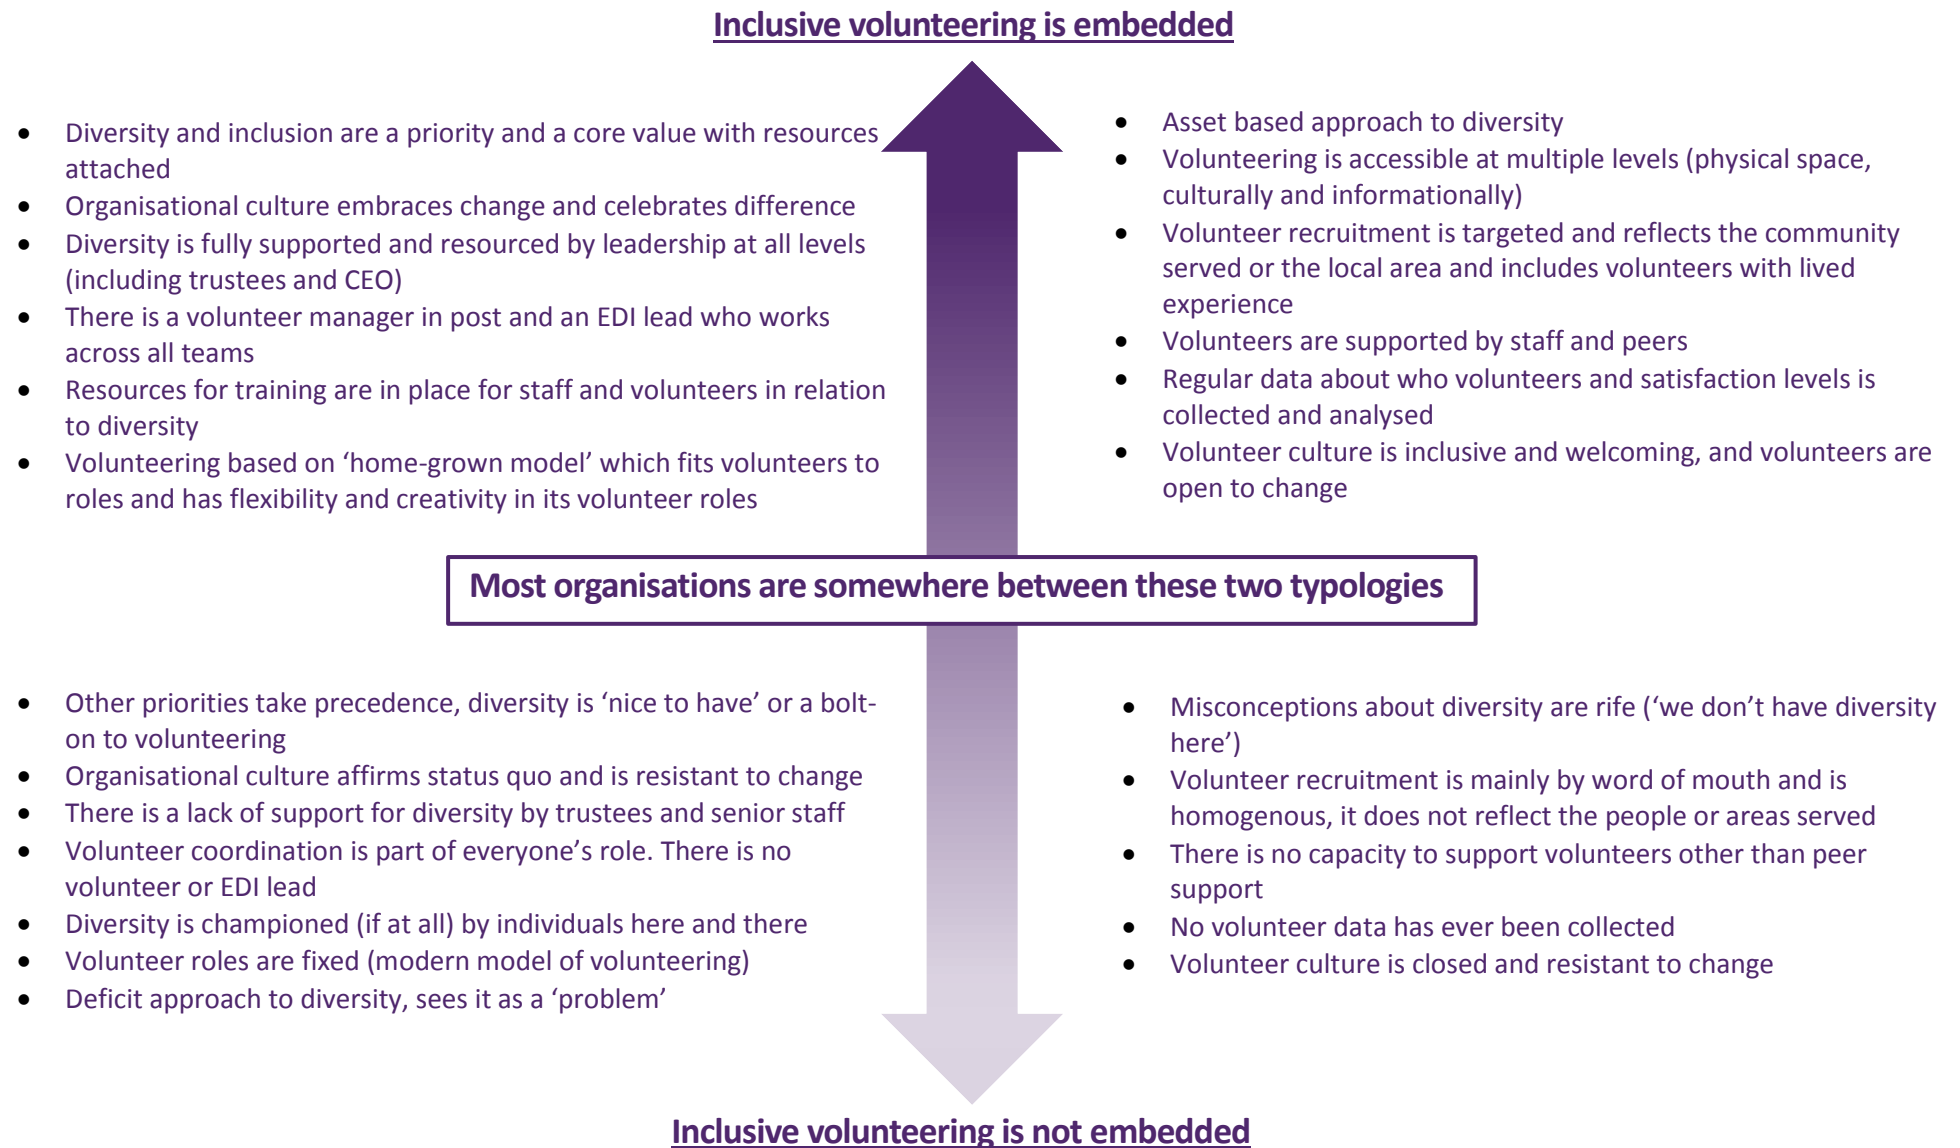 Inclusive volunteering is embedded
• Diversity and inclusion are a priority and a core value with resources
attached
• Organisational culture embraces change and celebrates difference
• Diversity is fully supported and resourced by leadership at all levels
(including trustees and CEO)
• There is a volunteer manager in post and an EDI lead who works
across all teams
• Resources for training are in place for staff and volunteers in relation
to diversity
• Volunteering based on ‘home-grown model’ which fits volunteers to
roles and has flexibility and creativity in its volunteer roles
• Asset based approach to diversity
• Volunteering is accessible at multiple levels (physical space,
culturally and informationally)
• Volunteer recruitment is targeted and reflects the community
served or the local area and includes volunteers with lived
experience
• Volunteers are supported by staff and peers
• Regular data about who volunteers and satisfaction levels is
collected and analysed
• Volunteer culture is inclusive and welcoming, and volunteers are
open to change
Most organisations are somewhere between these two typologies
• Other priorities take precedence, diversity is ‘nice to have’ or a bolt-
on to volunteering
• Organisational culture affirms status quo and is resistant to change
• There is a lack of support for diversity by trustees and senior staff
• Volunteer coordination is part of everyone’s role. There is no
volunteer or EDI lead
• Diversity is championed (if at all) by individuals here and there
• Volunteer roles are fixed (modern model of volunteering)
• Deficit approach to diversity, sees it as a ‘problem’
• Misconceptions about diversity are rife (‘we don’t have diversity
here’)
• Volunteer recruitment is mainly by word of mouth and is
homogenous, it does not reflect the people or areas served
• There is no capacity to support volunteers other than peer
support
• No volunteer data has ever been collected
• Volunteer culture is closed and resistant to change
Inclusive volunteering is not embedded